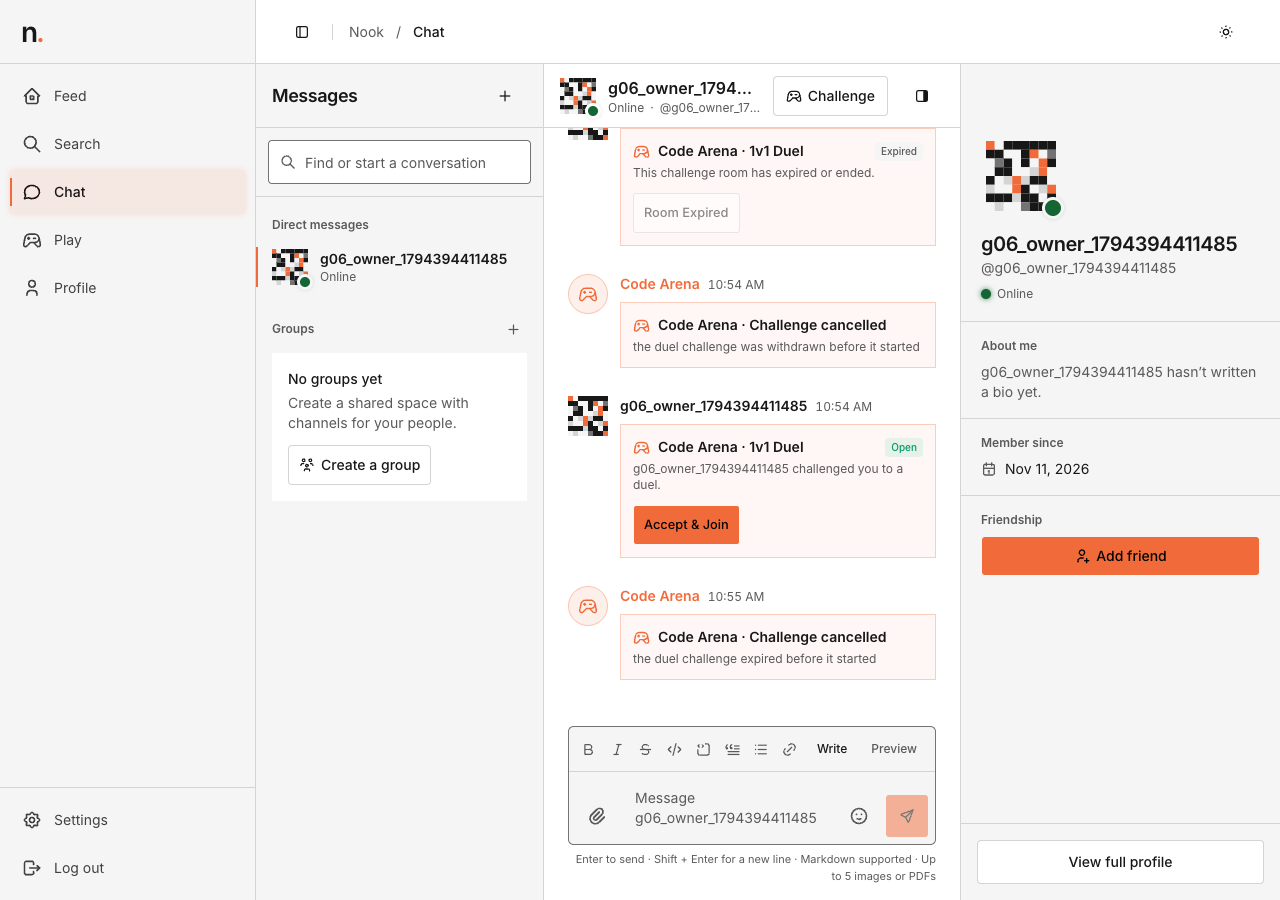 n.
Feed
Search
Chat
Play
Profile
Settings
Log out
Nook / Chat
Messages
Find or start a conversation
Direct messages
g06_owner_1794394411485
Online
Groups
No groups yet
Create a shared space with
channels for your people.
Create a group
g06_owner_1794...
Online · @g06_owner_17...
Challenge
Code Arena · 1v1 Duel
Expired
This challenge room has expired or ended.
Room Expired
Code Arena 10:54 AM
Code Arena · Challenge cancelled
the duel challenge was withdrawn before it started
g06_owner_1794394411485 10:54 AM
Code Arena · 1v1 Duel
Open
g06_owner_1794394411485 challenged you to a
duel.
Accept & Join
Code Arena 10:55 AM
Code Arena · Challenge cancelled
the duel challenge expired before it started
Write
Preview
Message
g06_owner_1794394411485
Enter to send · Shift + Enter for a new line · Markdown supported · Up
to 5 images or PDFs
g06_owner_1794394411485
@g06_owner_1794394411485
Online
About me
g06_owner_1794394411485 hasn't written
a bio yet.
Member since
Nov 11, 2026
Friendship
Add friend
View full profile